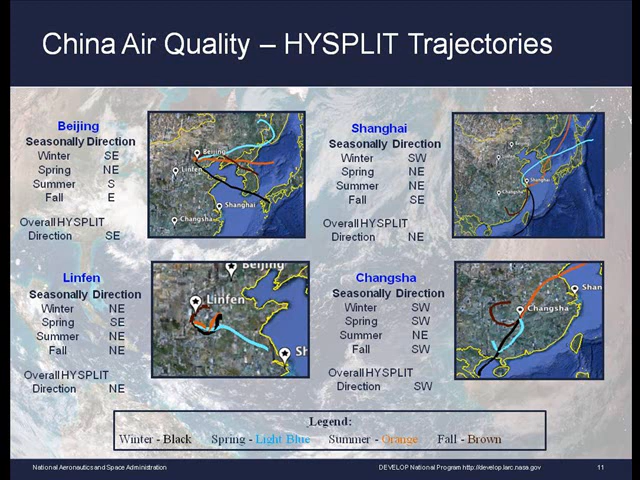 China Air Quality – HYSPLIT Trajectories
Beijing
Seasonally Direction
Winter SE
Spring NE
Summer S
Fall E
Overall HYSPLIT
Direction SE
Beijing
Linfen
Shanghai
Changsha
Shanghai
Seasonally Direction
Winter SW
Spring NE
Summer NE
Fall SE
Overall HYSPLIT
Direction NE
Shanghai
Changsha
Linfen
Seasonally Direction
Winter NE
Spring SE
Summer NE
Fall NE
Overall HYSPLIT
Direction NE
Beijing
Linfen
Sh
Changsha
Seasonally Direction
Winter SW
Spring SW
Summer NE
Fall SW
Overall HYSPLIT
Direction SW
Shan
Changsha
Legend:
Winter - Black Spring - Light Blue Summer - Orange Fall - Brown
National Aeronautics and Space Administration DEVELOP National Program http://develop.larc.nasa.gov 11